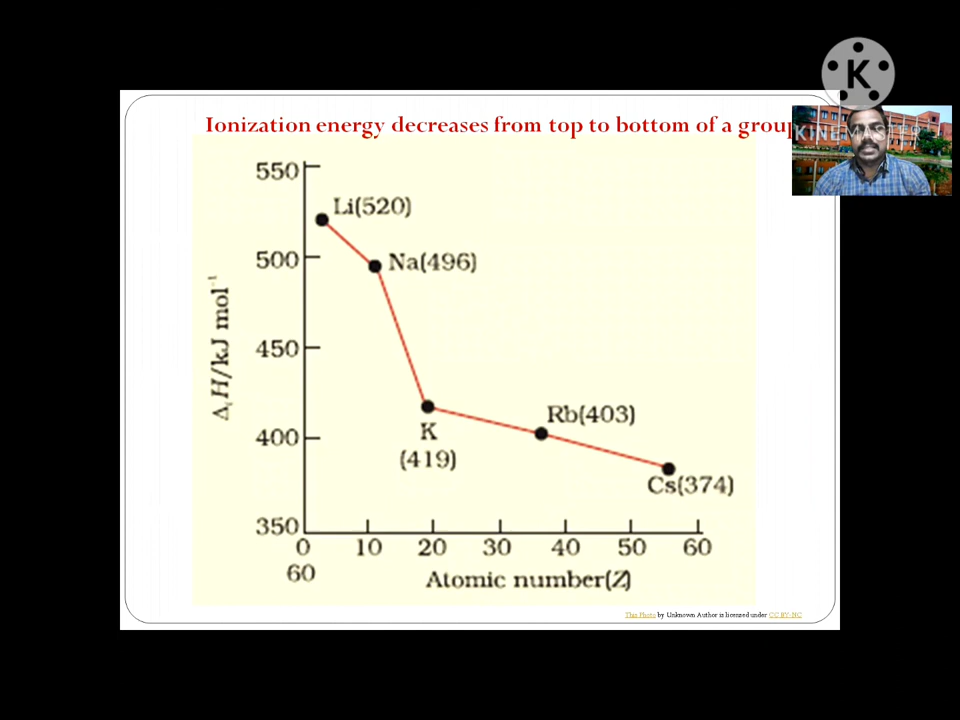 K
KINEMASTER
Ionization energy decreases from top to bottom of a group
550
Li(520)
500
Na(496)
450
Δi H/kJ mol-1
Rb(403)
400
K
(419)
Cs(374)
350
0 10 20 30 40 50 60
60
Atomic number(Z)
This Photo by Unknown Author is licensed under CC BY-NC